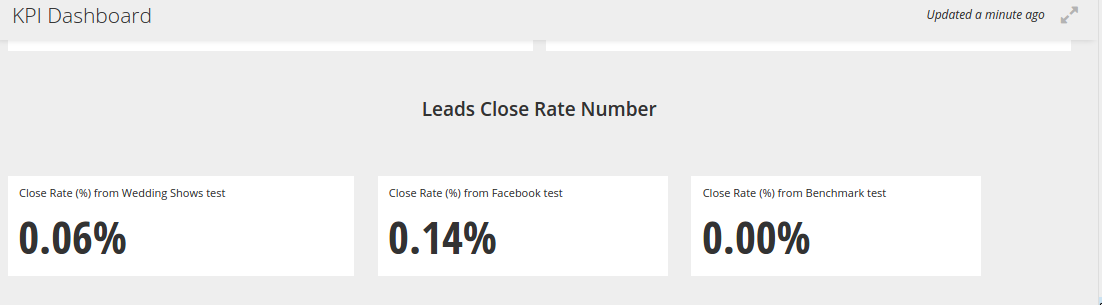 KPI Dashboard
Updated a minute ago
Leads Close Rate Number
Close Rate (%) from Wedding Shows test
0.06%
Close Rate (%) from Facebook test
0.14%
Close Rate (%) from Benchmark test
0.00%